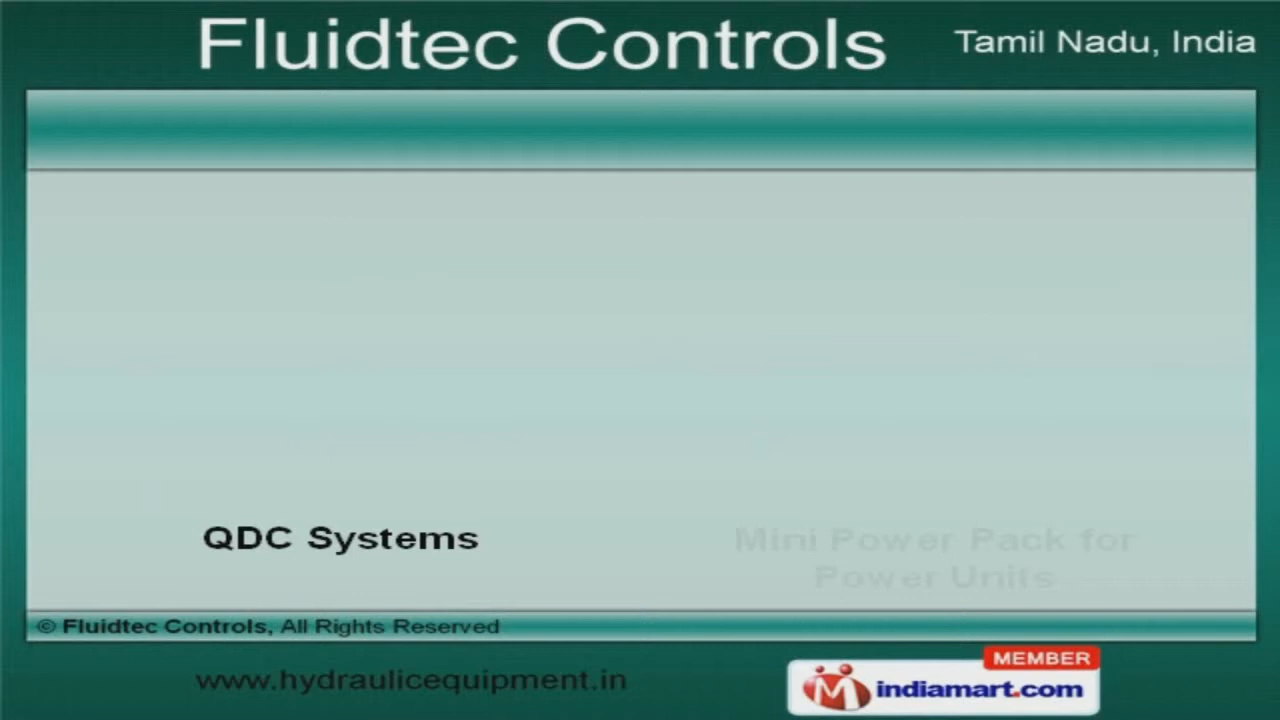 Fluidtec Controls
Tamil Nadu, India
QDC Systems
Mini Power Pack for
Power Units
© Fluidtec Controls, All Rights Reserved
www.hydraulicequipment.in
MEMBER
indiamart.com